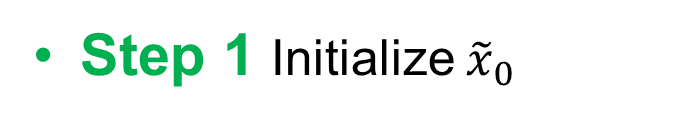 • Step 1 Initialize x̃₀